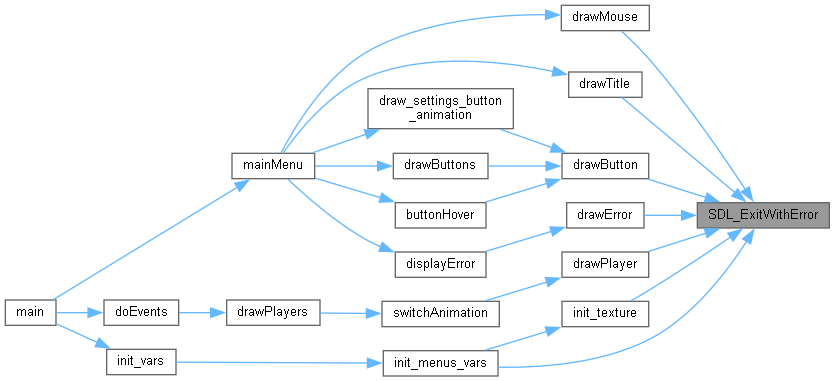 drawMouse
drawTitle
draw_settings_button
_animation
mainMenu
drawButtons
drawButton
buttonHover
drawError
SDL_ExitWithError
displayError
drawPlayer
main
doEvents
drawPlayers
switchAnimation
init_texture
init_vars
init_menus_vars